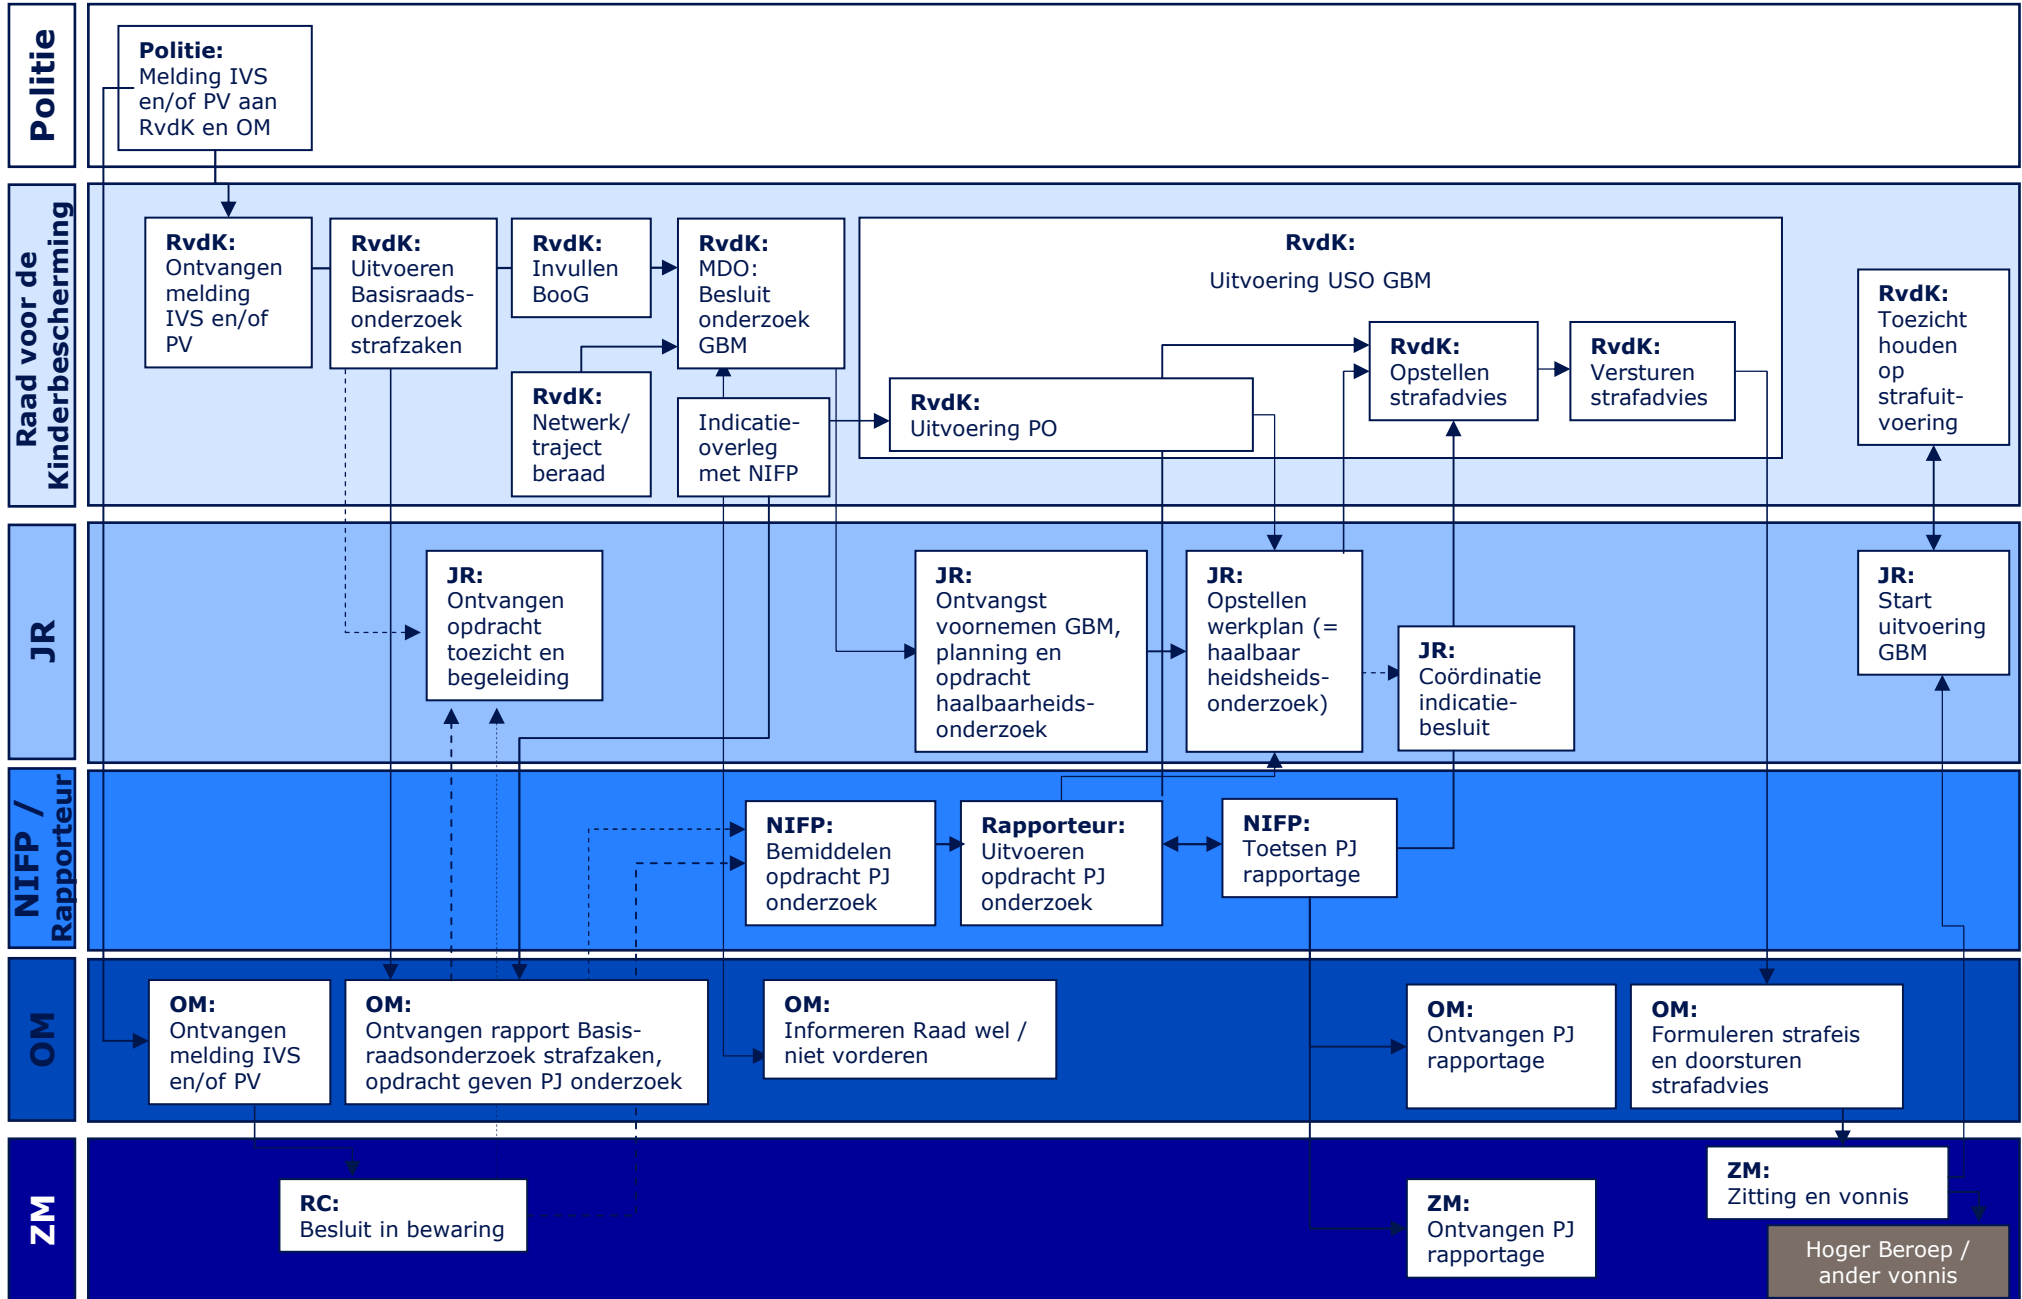 Politie
Politie:
Melding IVS
en/of PV aan
RvdK en OM
Raad voor de
Kinderbescherming
RvdK:
Ontvangen
melding
IVS en/of
PV
RvdK:
Uitvoeren
Basisraads-
onderzoek
strafzaken
RvdK:
Invullen
BooG
RvdK:
Netwerk/
traject
beraad
RvdK:
MDO:
Besluit
onderzoek
GBM
Indicatie-
overleg
met NIFP
RvdK:
Uitvoering USO GBM
RvdK:
Uitvoering PO
RvdK:
Opstellen
strafadvies
RvdK:
Versturen
strafadvies
RvdK:
Toezicht
houden
op
strafuit-
voering
JR
JR:
Ontvangen
opdracht
toezicht en
begeleiding
JR:
Ontvangst
voornemen GBM,
planning en
opdracht
haalbaarheids-
onderzoek
JR:
Opstellen
werkplan (=
haalbaar
heidsheids-
onderzoek)
JR:
Coördinatie
indicatie-
besluit
JR:
Start
uitvoering
GBM
NIFP /
Rapporteur
NIFP:
Bemiddelen
opdracht PJ
onderzoek
Rapporteur:
Uitvoeren
opdracht PJ
onderzoek
NIFP:
Toetsen PJ
rapportage
OM
OM:
Ontvangen
melding IVS
en/of PV
OM:
Ontvangen rapport Basis-
raadsonderzoek strafzaken,
opdracht geven PJ onderzoek
OM:
Informeren Raad wel /
niet vorderen
OM:
Ontvangen PJ
rapportage
OM:
Formuleren strafeis
en doorsturen
strafadvies
ZM
RC:
Besluit in bewaring
ZM:
Ontvangen PJ
rapportage
ZM:
Zitting en vonnis
Hoger Beroep /
ander vonnis